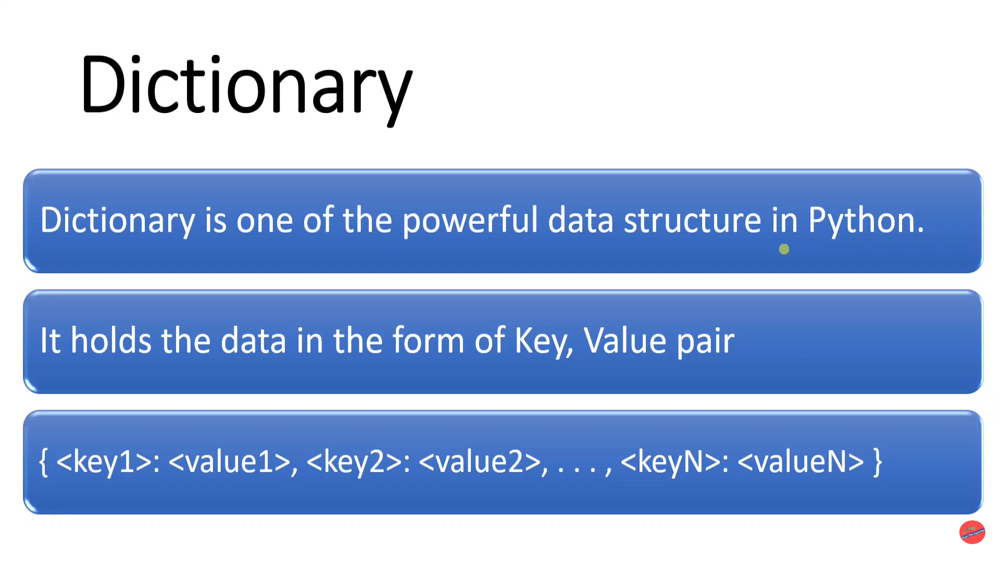 Dictionary
Dictionary is one of the powerful data structure in Python.
It holds the data in the form of Key, Value pair
{ <key1>: <value1>, <key2>: <value2>, . . . , <keyN>: <valueN> }